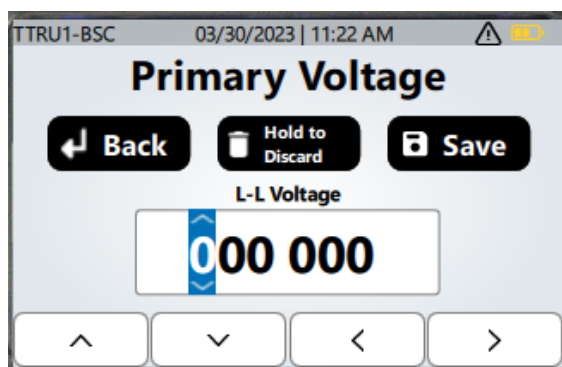 TTRU1-BSC 03/30/2023 | 11:22 AM
Primary Voltage
Back Hold to Discard Save
L-L Voltage
000 000